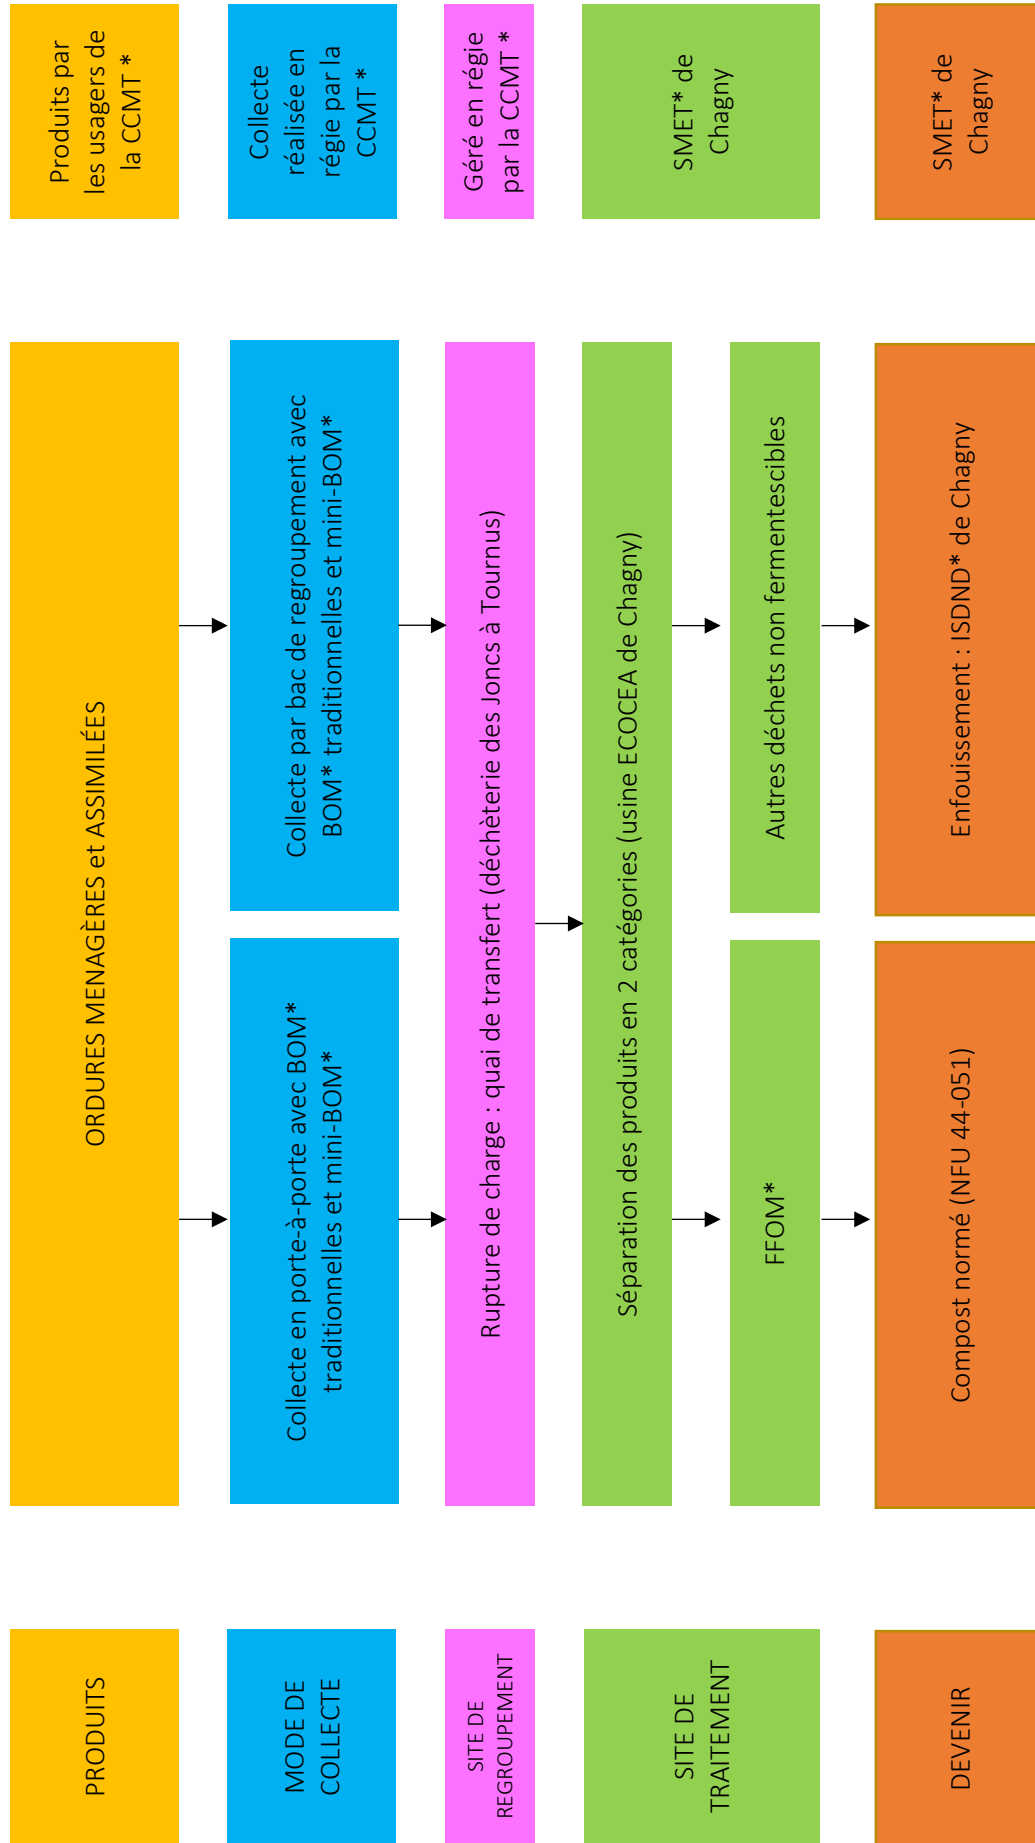 PRODUITS
ORDURES MENAGÈRES et ASSIMILÉES
Produits par
les usagers de
la CCMT *
MODE DE
COLLECTE
Collecte en porte-à-porte avec BOM*
traditionnelles et mini-BOM*
Collecte par bac de regroupement avec
BOM* traditionnelles et mini-BOM*
Collecte
réalisée en
régie par la
CCMT *
SITE DE
REGROUPEMENT
Rupture de charge : quai de transfert (déchèterie des Joncs à Tournus)
Géré en régie
par la CCMT *
SITE DE
TRAITEMENT
Séparation des produits en 2 catégories (usine ECOCEA de Chagny)
FFOM*
Autres déchets non fermentescibles
SMET* de
Chagny
DEVENIR
Compost normé (NFU 44-051)
Enfouissement : ISDND* de Chagny
SMET* de
Chagny